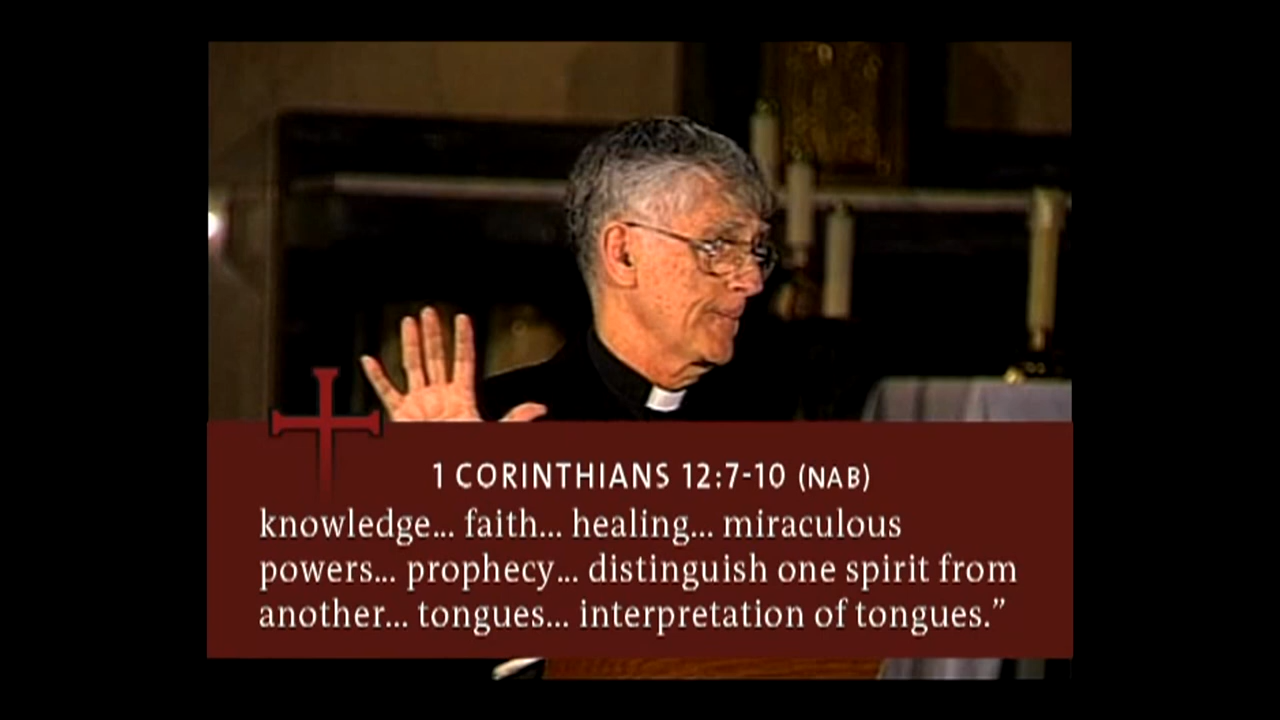 1 CORINTHIANS 12:7-10 (NAB)
knowledge... faith... healing... miraculous
powers... prophecy... distinguish one spirit from
another... tongues... interpretation of tongues.”